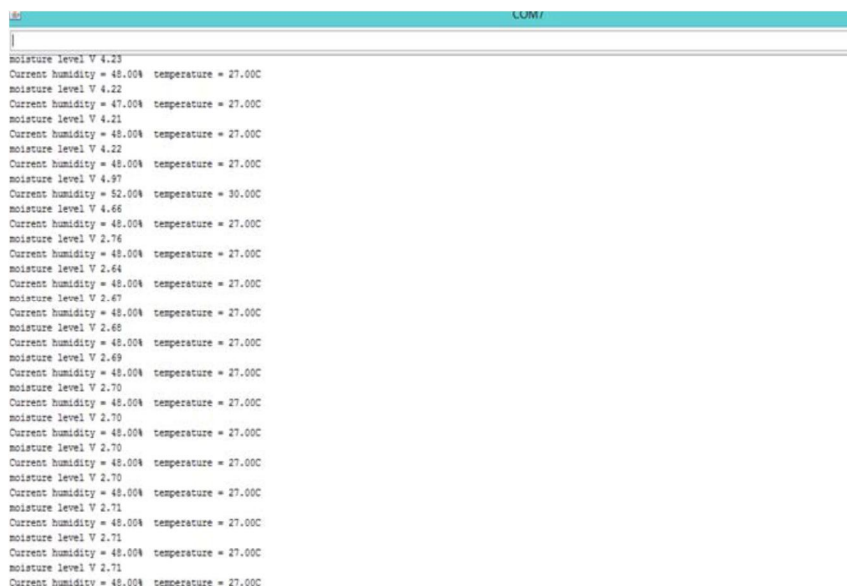 COM7
moisture level V 4.23
Current humidity = 48.00% temperature = 27.00C
moisture level V 4.22
Current humidity = 47.00% temperature = 27.00C
moisture level V 4.21
Current humidity = 48.00% temperature = 27.00C
moisture level V 4.22
Current humidity = 48.00% temperature = 27.00C
moisture level V 4.97
Current humidity = 52.00% temperature = 30.00C
moisture level V 4.66
Current humidity = 48.00% temperature = 27.00C
moisture level V 2.76
Current humidity = 48.00% temperature = 27.00C
moisture level V 2.64
Current humidity = 48.00% temperature = 27.00C
moisture level V 2.67
Current humidity = 48.00% temperature = 27.00C
moisture level V 2.68
Current humidity = 48.00% temperature = 27.00C
moisture level V 2.69
Current humidity = 48.00% temperature = 27.00C
moisture level V 2.70
Current humidity = 48.00% temperature = 27.00C
moisture level V 2.70
Current humidity = 48.00% temperature = 27.00C
moisture level V 2.70
Current humidity = 48.00% temperature = 27.00C
moisture level V 2.70
Current humidity = 48.00% temperature = 27.00C
moisture level V 2.71
Current humidity = 48.00% temperature = 27.00C
moisture level V 2.71
Current humidity = 48.00% temperature = 27.00C
moisture level V 2.71
Current humidity = 48.00% temperature = 27.00C